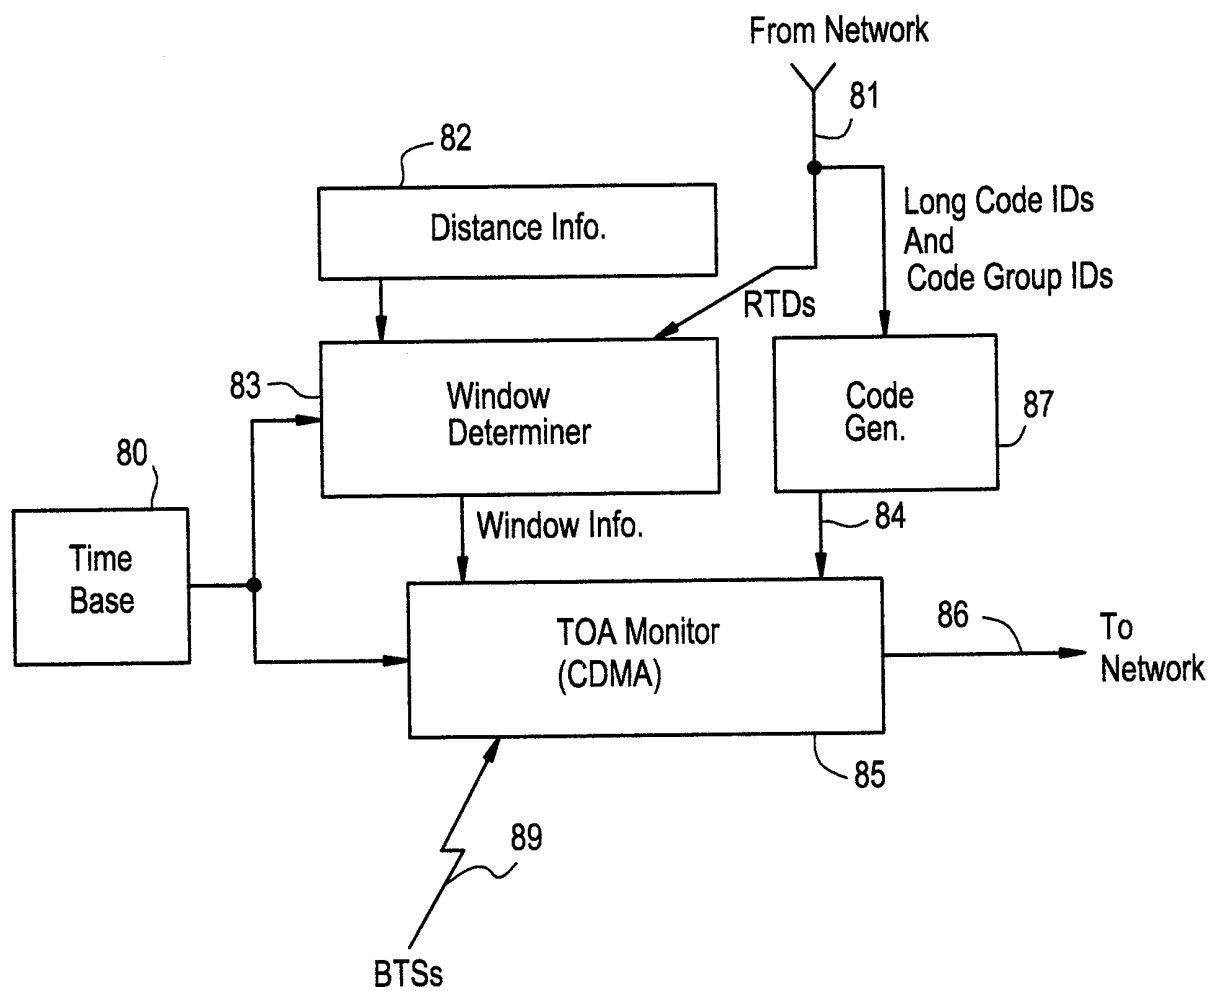 From Network
81
82
Distance Info.
Long Code IDs
And
Code Group IDs
RTDs
83
Window
Determiner
Code
Gen.
87
80
Time
Base
Window Info.
84
TOA Monitor
(CDMA)
86
To
Network
85
89
BTSs